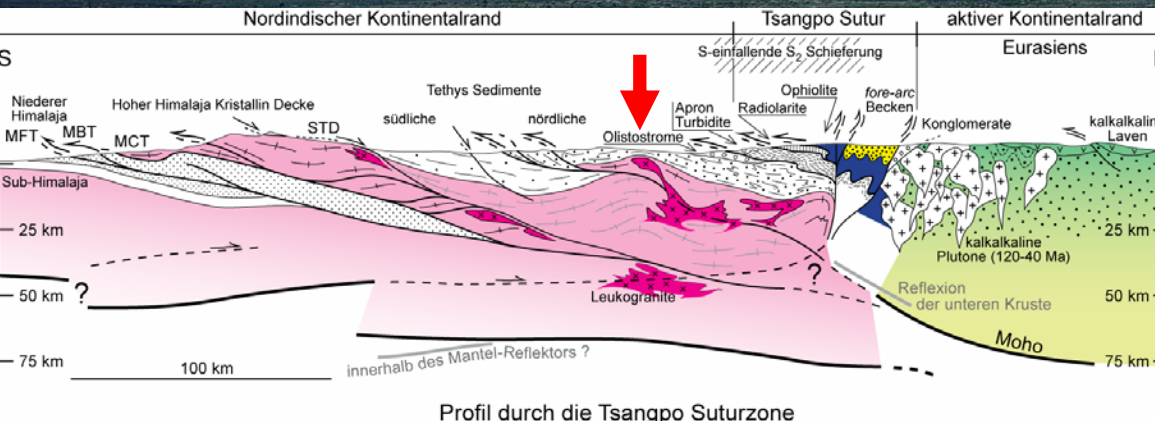 Nordindischer Kontinentalrand
Tsangpo Sutur
aktiver Kontinentalrand
Eurasiens
S
S-einfallende S2 Schieferung
Niederer
Himalaja
Hoher Himalaja Kristallin Decke
Tethys Sedimente
südliche
nördliche
Olistostrome
Apron
Turbidite
Radiolarite
Ophiolite
fore-arc
Becken
Konglomerate
kalkalkalin
Laven
MFT
MBT
MCT
STD
Sub-Himalaja
25 km
50 km
75 km
?
?
Leukogranite
kalkalkaline
Plutone (120-40 Ma)
25 km
50 km
75 km
Reflexion
der unteren Kruste
Moho
innerhalb des Mantel-Reflektors ?
100 km
Profil durch die Tsangpo Suturzone